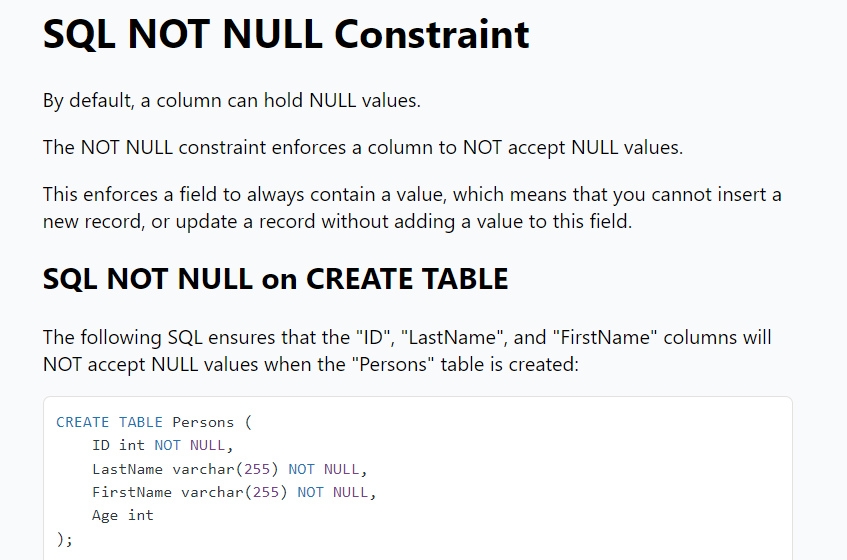 SQL NOT NULL Constraint
By default, a column can hold NULL values.
The NOT NULL constraint enforces a column to NOT accept NULL values.
This enforces a field to always contain a value, which means that you cannot insert a
new record, or update a record without adding a value to this field.
SQL NOT NULL on CREATE TABLE
The following SQL ensures that the "ID", "LastName", and "FirstName" columns will
NOT accept NULL values when the "Persons" table is created:
CREATE TABLE Persons (
    ID int NOT NULL,
    LastName varchar(255) NOT NULL,
    FirstName varchar(255) NOT NULL,
    Age int
);